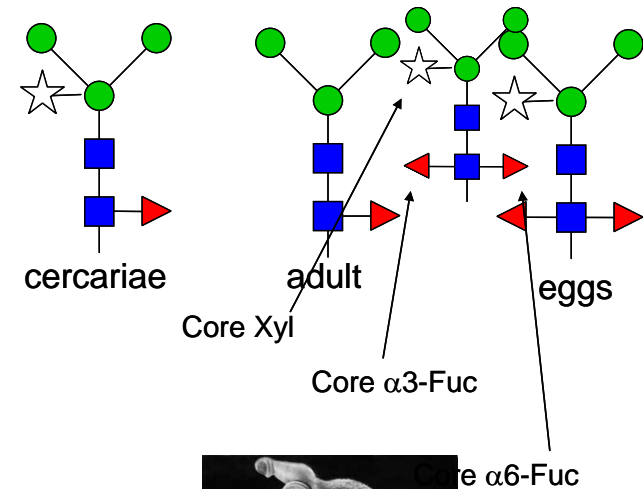 cercariae
adult
eggs
Core Xyl
Core α3-Fuc
Core α6-Fuc